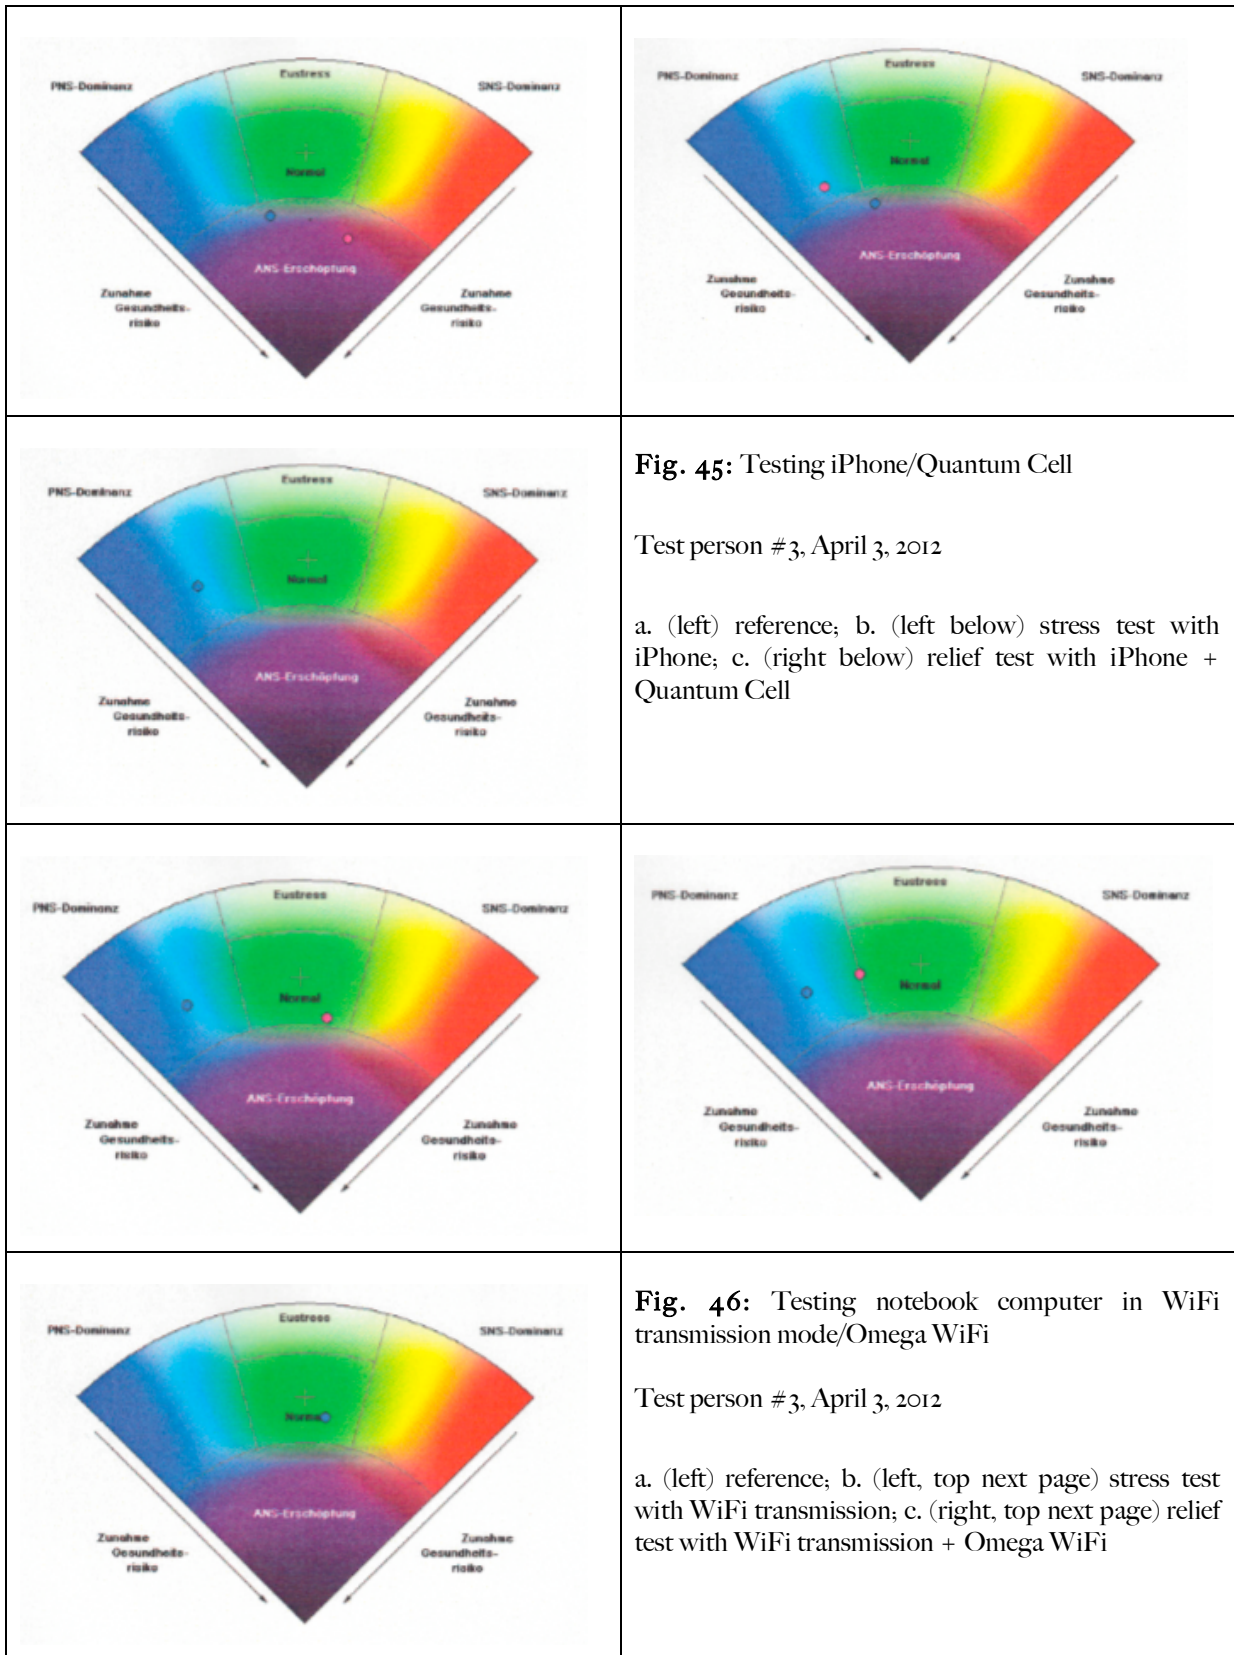 Eustress
PNS-Dominanz
SNS-Dominanz
Normal
ANS-Erschöpfung
Zunahme
Gesundheits-
risiko
Zunahme
Gesundheits-
risiko
Eustress
PNS-Dominanz
SNS-Dominanz
Normal
ANS-Erschöpfung
Zunahme
Gesundheits-
risiko
Zunahme
Gesundheits-
risiko
Eustress
PNS-Dominanz
SNS-Dominanz
Normal
ANS-Erschöpfung
Zunahme
Gesundheits-
risiko
Zunahme
Gesundheits-
risiko
Fig. 45: Testing iPhone/Quantum Cell
Test person #3, April 3, 2012
a. (left) reference; b. (left below) stress test with
iPhone; c. (right below) relief test with iPhone +
Quantum Cell
Eustress
PNS-Dominanz
SNS-Dominanz
Normal
ANS-Erschöpfung
Zunahme
Gesundheits-
risiko
Zunahme
Gesundheits-
risiko
Eustress
PNS-Dominanz
SNS-Dominanz
Normal
ANS-Erschöpfung
Zunahme
Gesundheits-
risiko
Zunahme
Gesundheits-
risiko
Eustress
PNS-Dominanz
SNS-Dominanz
Normal
ANS-Erschöpfung
Zunahme
Gesundheits-
risiko
Zunahme
Gesundheits-
risiko
Fig. 46: Testing notebook computer in WiFi
transmission mode/Omega WiFi
Test person #3, April 3, 2012
a. (left) reference; b. (left, top next page) stress test
with WiFi transmission; c. (right, top next page) relief
test with WiFi transmission + Omega WiFi